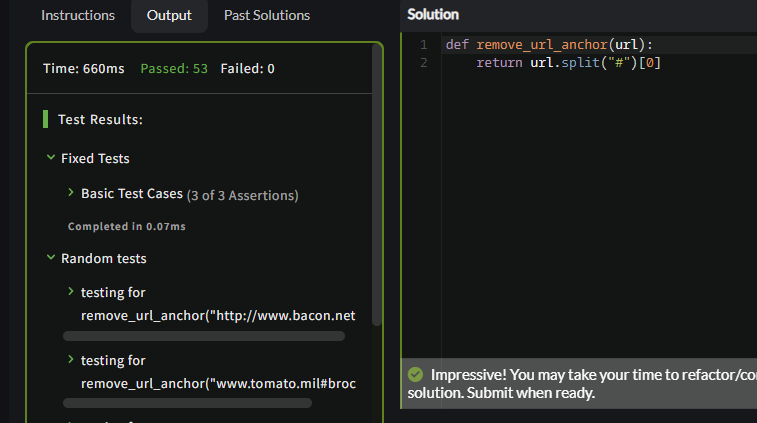 Instructions Output Past Solutions
Time: 660ms Passed: 53 Failed: 0
Test Results:
Fixed Tests
Basic Test Cases (3 of 3 Assertions)
Completed in 0.07ms
Random tests
testing for
remove_url_anchor("http://www.bacon.net
testing for
remove_url_anchor("www.tomato.mil#broc
Solution
1 def remove_url_anchor(url):
2 return url.split("#")[0]
Impressive! You may take your time to refactor/co
solution. Submit when ready.